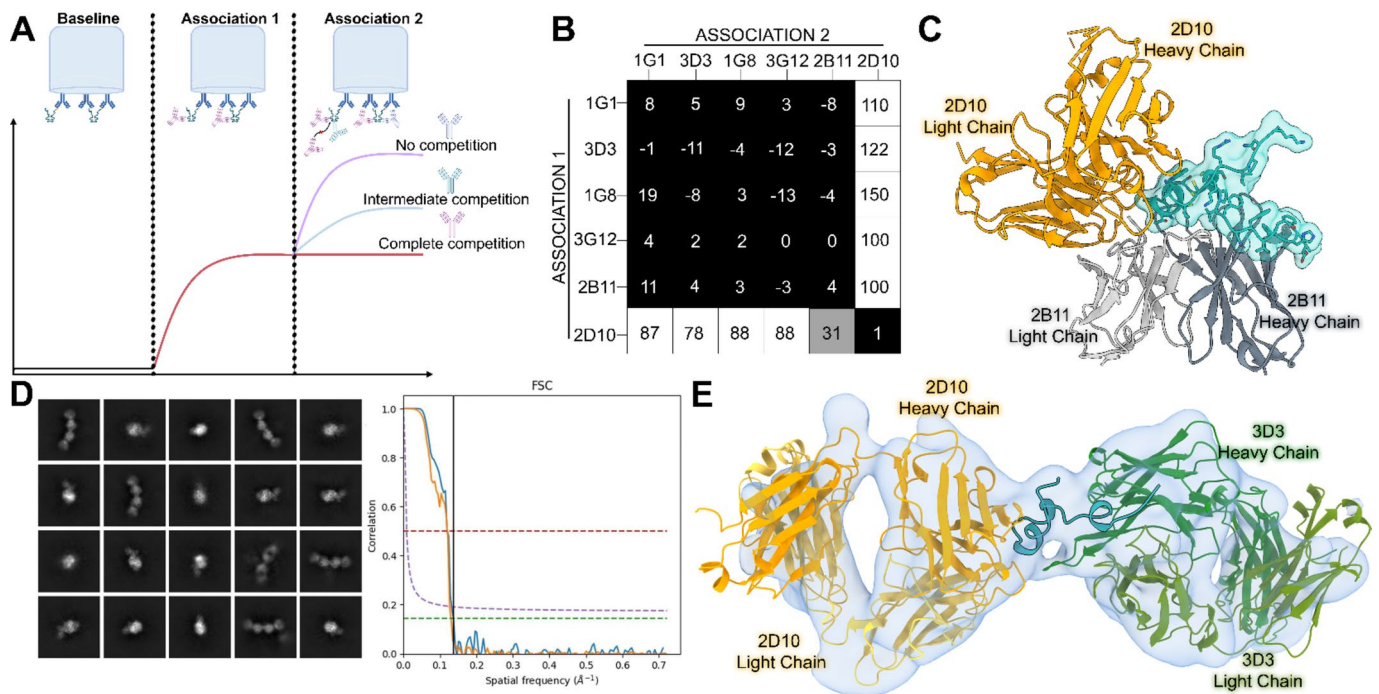 A
Baseline
Association 1
Association 2
No competition
Intermediate competition
Complete competition
B
ASSOCIATION 2
1G1 3D3 1G8 3G12 2B11 2D10
ASSOCIATION 1
1G1 8 5 9 3 -8 110
3D3 -1 -11 -4 -12 -3 122
1G8 19 -8 3 -13 -4 150
3G12 4 2 2 0 0 100
2B11 11 4 3 -3 4 100
2D10 87 78 88 88 31 1
C
2D10
Heavy Chain
2D10
Light Chain
2B11
Light Chain
2B11
Heavy Chain
D
FSC
Correlation
1.0
0.8
0.6
0.4
0.2
0.0
0.0 0.1 0.2 0.3 0.4 0.5 0.6 0.7
Spatial frequency (Å⁻¹)
E
2D10
Heavy Chain
3D3
Heavy Chain
2D10
Light Chain
3D3
Light Chain